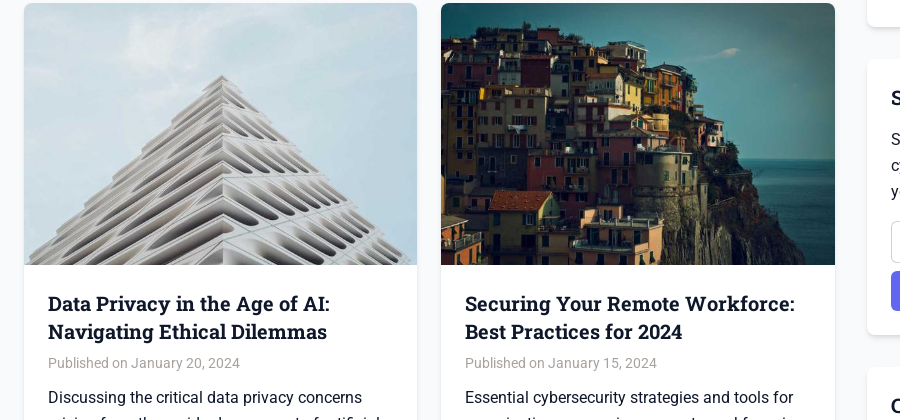 Data Privacy in the Age of AI:
Navigating Ethical Dilemmas
Published on January 20, 2024
Discussing the critical data privacy concerns
Securing Your Remote Workforce:
Best Practices for 2024
Published on January 15, 2024
Essential cybersecurity strategies and tools for